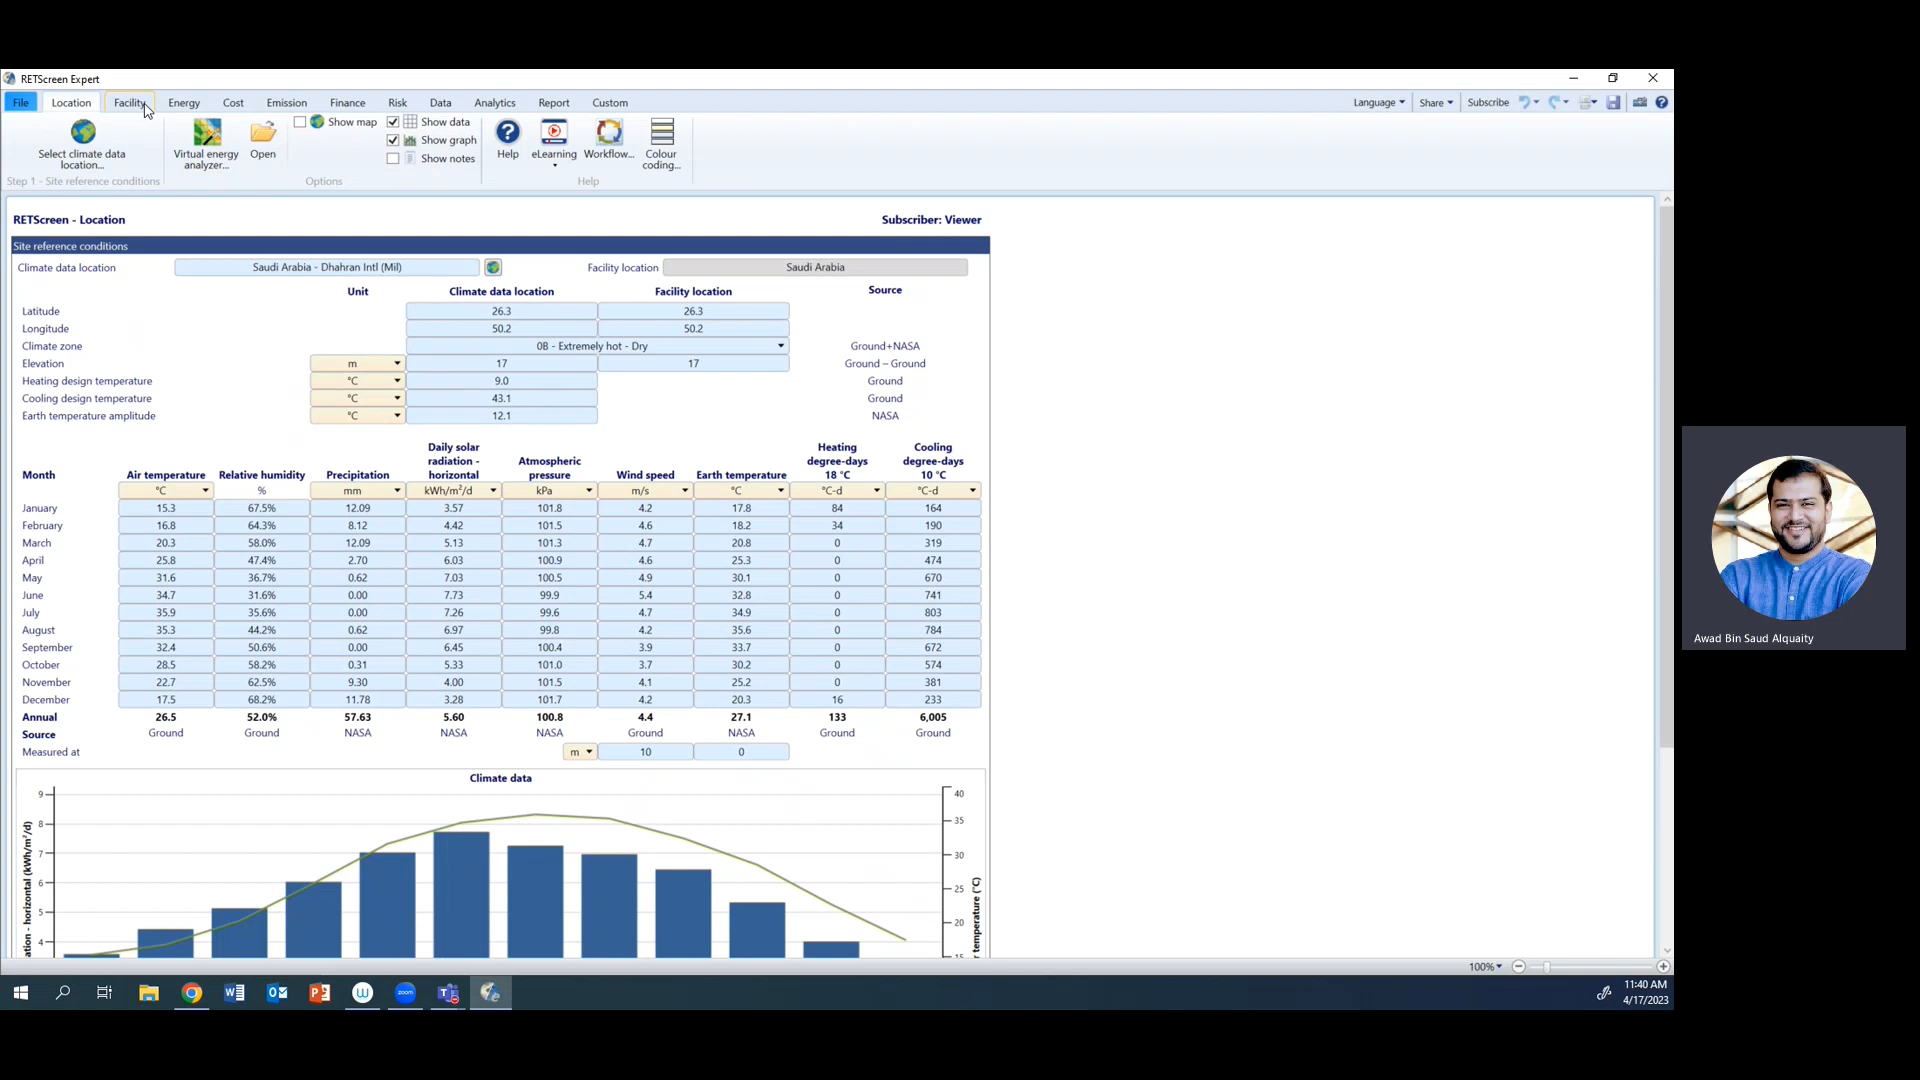 RETScreen Expert
File Location Facility Energy Cost Emission Finance Risk Data Analytics Report Custom Language Share Subscribe
Select climate data location...
Virtual energy analyzer...
Open
Show map
Show data
Show graph
Show notes
Help
eLearning
Workflow...
Colour coding...
Step 1 - Site reference conditions Options Help
RETScreen - Location Subscriber: Viewer
Site reference conditions
Climate data location Saudi Arabia - Dhahran Intl (Mil) Facility location Saudi Arabia
Unit Climate data location Facility location Source
Latitude 26.3 26.3
Longitude 50.2 50.2
Climate zone 0B - Extremely hot - Dry Ground+NASA
Elevation m 17 17 Ground – Ground
Heating design temperature °C 9.0 Ground
Cooling design temperature °C 43.1 Ground
Earth temperature amplitude °C 12.1 NASA
Month Air temperature Relative humidity Precipitation Daily solar radiation - horizontal Atmospheric pressure Wind speed Earth temperature Heating degree-days 18 °C Cooling degree-days 10 °C
°C % mm kWh/m²/d kPa m/s °C °C-d °C-d
January 15.3 67.5% 12.09 3.57 101.8 4.2 17.8 84 164
February 16.8 64.3% 8.12 4.42 101.5 4.6 18.2 34 190
March 20.3 58.0% 12.09 5.13 101.3 4.7 20.8 0 319
April 25.8 47.4% 2.70 6.03 100.9 4.6 25.3 0 474
May 31.6 36.7% 0.62 7.03 100.5 4.9 30.1 0 670
June 34.7 31.6% 0.00 7.73 99.9 5.4 32.8 0 741
July 35.9 35.6% 0.00 7.26 99.6 4.7 34.9 0 803
August 35.3 44.2% 0.62 6.97 99.8 4.2 35.6 0 784
September 32.4 50.6% 0.00 6.45 100.4 3.9 33.7 0 672
October 28.5 58.2% 0.31 5.33 101.0 3.7 30.2 0 574
November 22.7 62.5% 9.30 4.00 101.5 4.1 25.2 0 381
December 17.5 68.2% 11.78 3.28 101.7 4.2 20.3 16 233
Annual 26.5 52.0% 57.63 5.60 100.8 4.4 27.1 133 6,005
Source Ground Ground NASA NASA NASA Ground NASA Ground Ground
Measured at m 10 0
Climate data
9 40
8 35
7 30
6 25
5 20
4 15
ation - horizontal (kWh/m²/d)
temperature (°C)
100%
zoom
11:40 AM
4/17/2023
Awad Bin Saud Alquaity